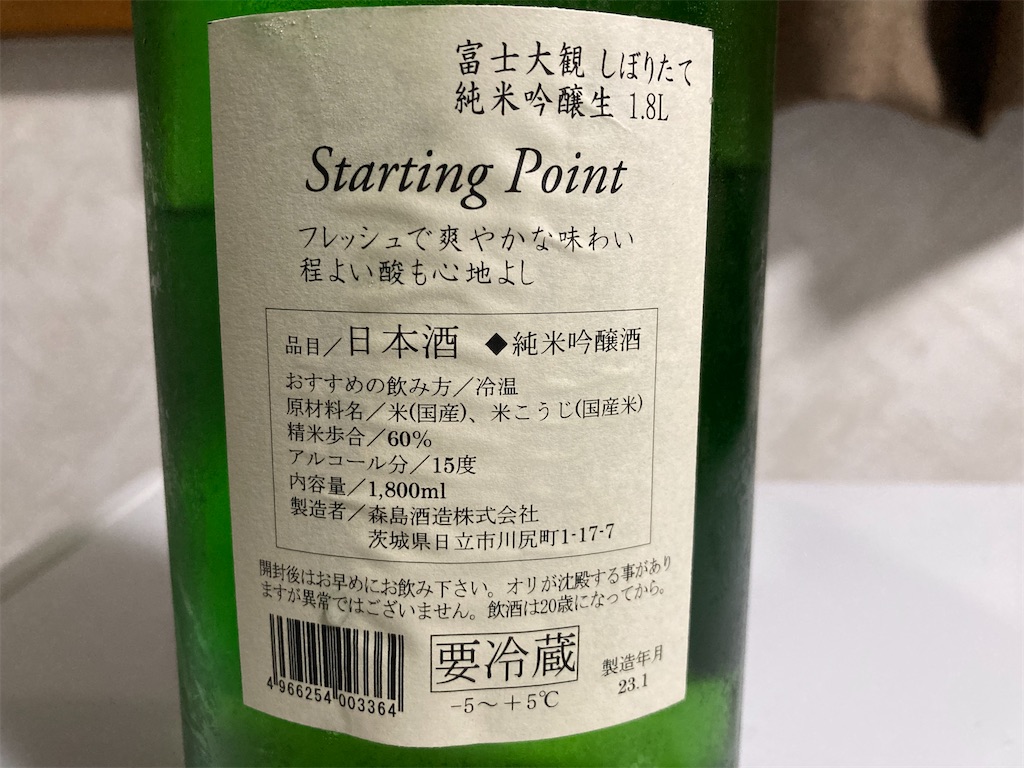 富士大観 しぼりたて
純米吟醸生 1.8L
Starting Point
フレッシュで爽やかな味わい
程よい酸も心地よし
品目/日本酒 ◆純米吟醸酒
おすすめの飲み方/冷温
原材料名/米(国産)、米こうじ(国産米)
精米歩合/60%
アルコール分/15度
内容量/1,800ml
製造者/森島酒造株式会社
茨城県日立市川尻町1-17-7
開封後はお早めにお飲み下さい。オリが沈殿する事があり
ますが異常ではございません。飲酒は20歳になってから。
4 966254 003364
要冷蔵
-5〜+5℃
製造年月
23.1